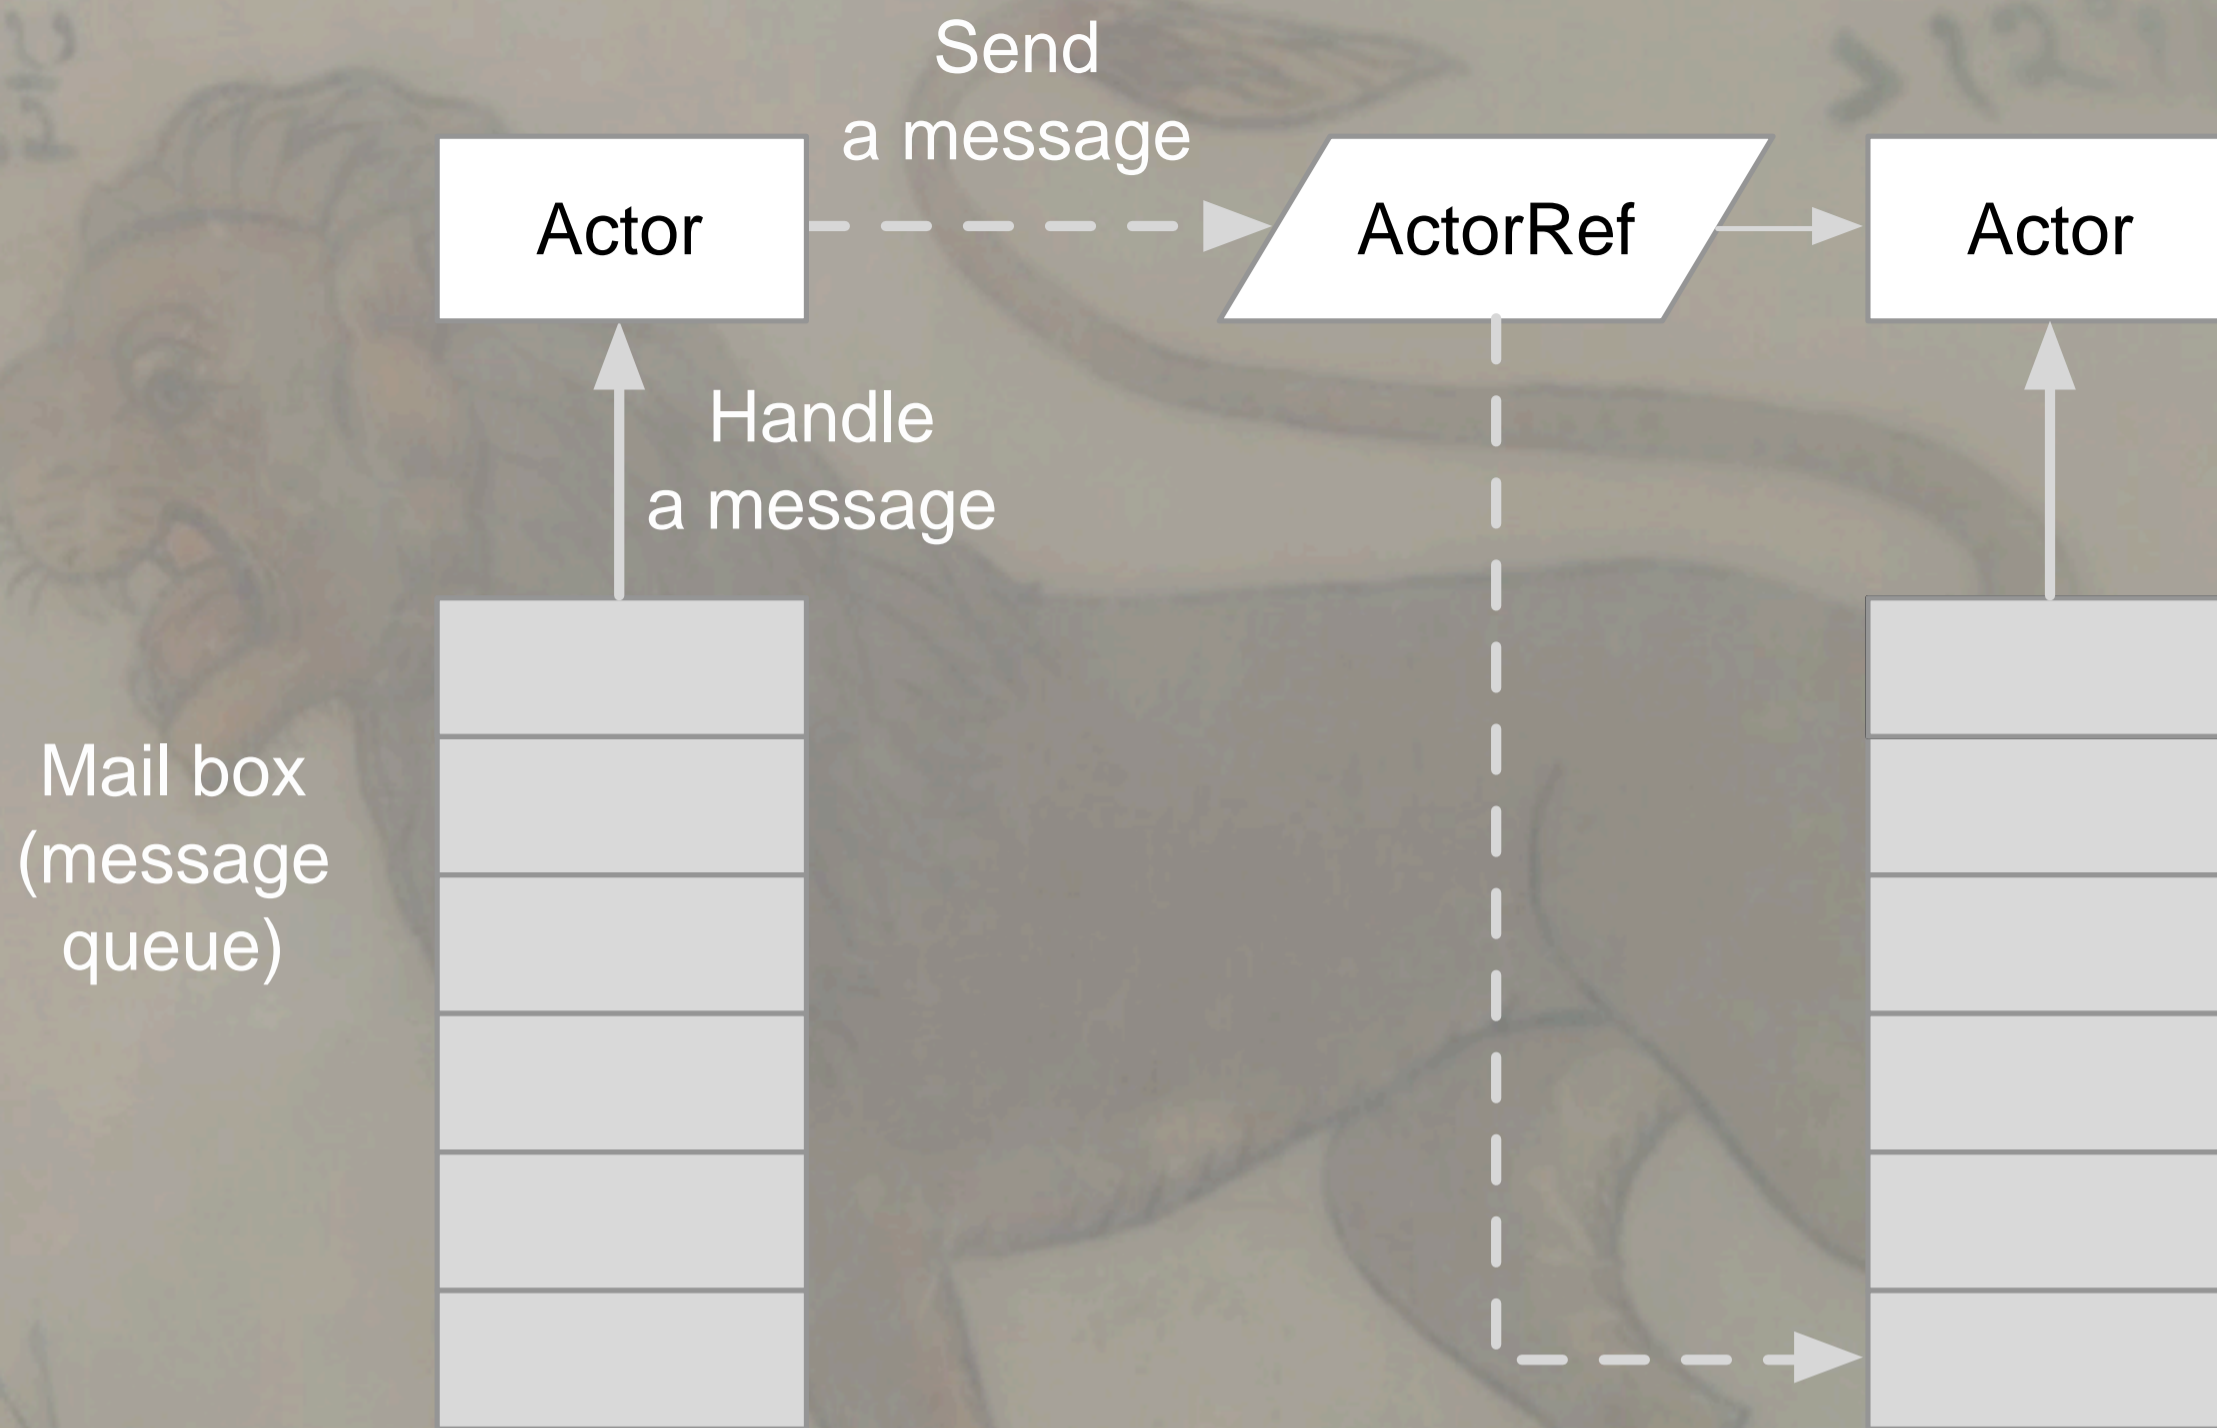 Send
a message
Actor
ActorRef
Actor
Handle
a message
Mail box
(message
queue)